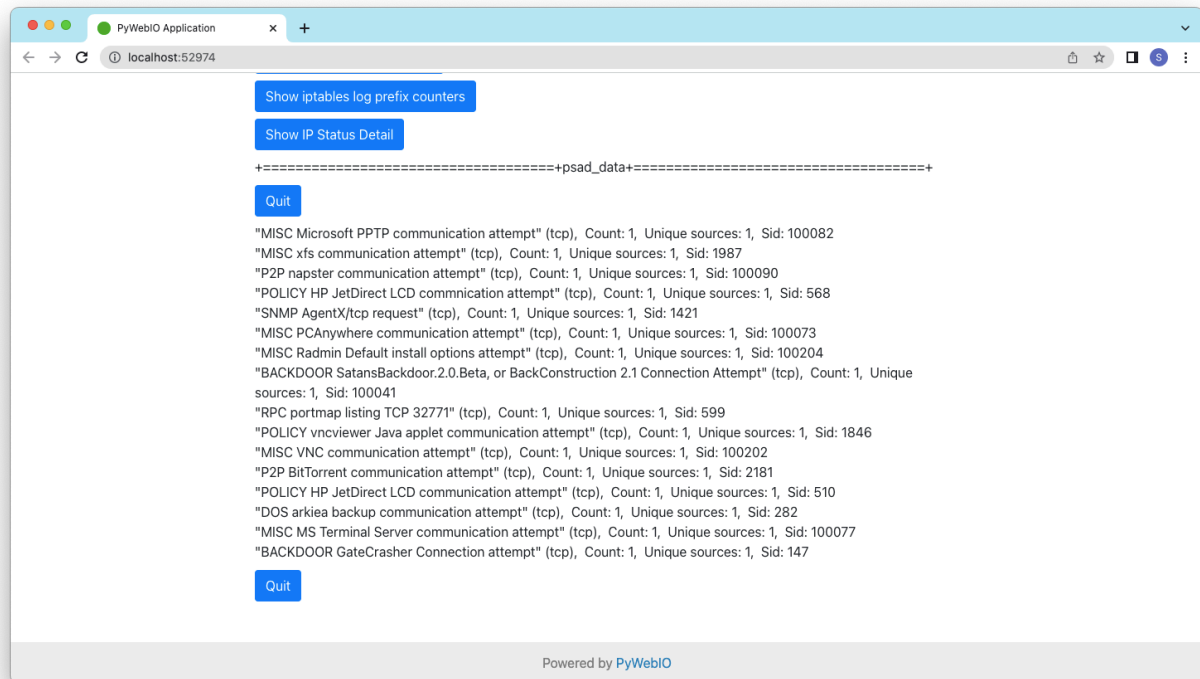 PyWebIO Application
localhost:52974
S
Show iptables log prefix counters
Show IP Status Detail
+===================================+psad_data+===================================+
Quit
"MISC Microsoft PPTP communication attempt" (tcp),  Count: 1,  Unique sources: 1,  Sid: 100082
"MISC xfs communication attempt" (tcp),  Count: 1,  Unique sources: 1,  Sid: 1987
"P2P napster communication attempt" (tcp),  Count: 1,  Unique sources: 1,  Sid: 100090
"POLICY HP JetDirect LCD commnication attempt" (tcp),  Count: 1,  Unique sources: 1,  Sid: 568
"SNMP AgentX/tcp request" (tcp),  Count: 1,  Unique sources: 1,  Sid: 1421
"MISC PCAnywhere communication attempt" (tcp),  Count: 1,  Unique sources: 1,  Sid: 100073
"MISC Radmin Default install options attempt" (tcp),  Count: 1,  Unique sources: 1,  Sid: 100204
"BACKDOOR SatansBackdoor.2.0.Beta, or BackConstruction 2.1 Connection Attempt" (tcp),  Count: 1,  Unique
sources: 1,  Sid: 100041
"RPC portmap listing TCP 32771" (tcp),  Count: 1,  Unique sources: 1,  Sid: 599
"POLICY vncviewer Java applet communication attempt" (tcp),  Count: 1,  Unique sources: 1,  Sid: 1846
"MISC VNC communication attempt" (tcp),  Count: 1,  Unique sources: 1,  Sid: 100202
"P2P BitTorrent communication attempt" (tcp),  Count: 1,  Unique sources: 1,  Sid: 2181
"POLICY HP JetDirect LCD communication attempt" (tcp),  Count: 1,  Unique sources: 1,  Sid: 510
"DOS arkiea backup communication attempt" (tcp),  Count: 1,  Unique sources: 1,  Sid: 282
"MISC MS Terminal Server communication attempt" (tcp),  Count: 1,  Unique sources: 1,  Sid: 100077
"BACKDOOR GateCrasher Connection attempt" (tcp),  Count: 1,  Unique sources: 1,  Sid: 147
Quit
Powered by PyWebIO